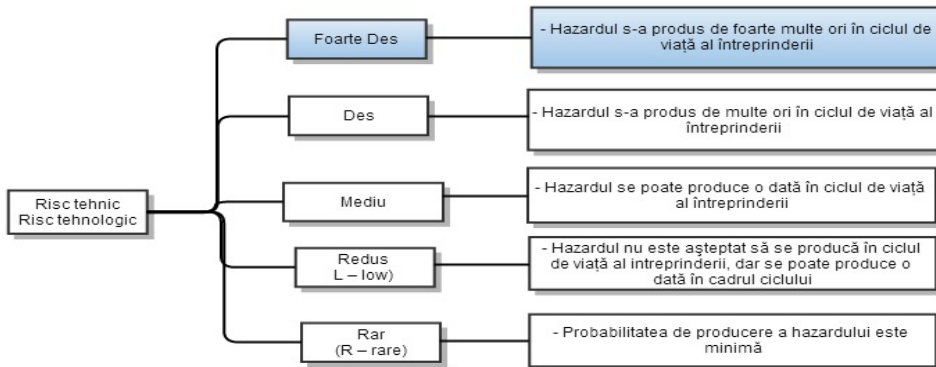 Foarte Des
- Hazardul s-a produs de foarte multe ori în ciclul de
viață al întreprinderii
Des
- Hazardul s-a produs de multe ori în ciclul de viață al
întreprinderii
Risc tehnic
Risc tehnologic
Mediu
- Hazardul se poate produce o dată în ciclul de viață
al întreprinderii
Redus
L – low)
- Hazardul nu este aşteptat să se producă în ciclul
de viață al intreprinderii, dar se poate produce o
dată în cadrul ciclului
Rar
(R – rare)
- Probabilitatea de producere a hazardului este
minimă